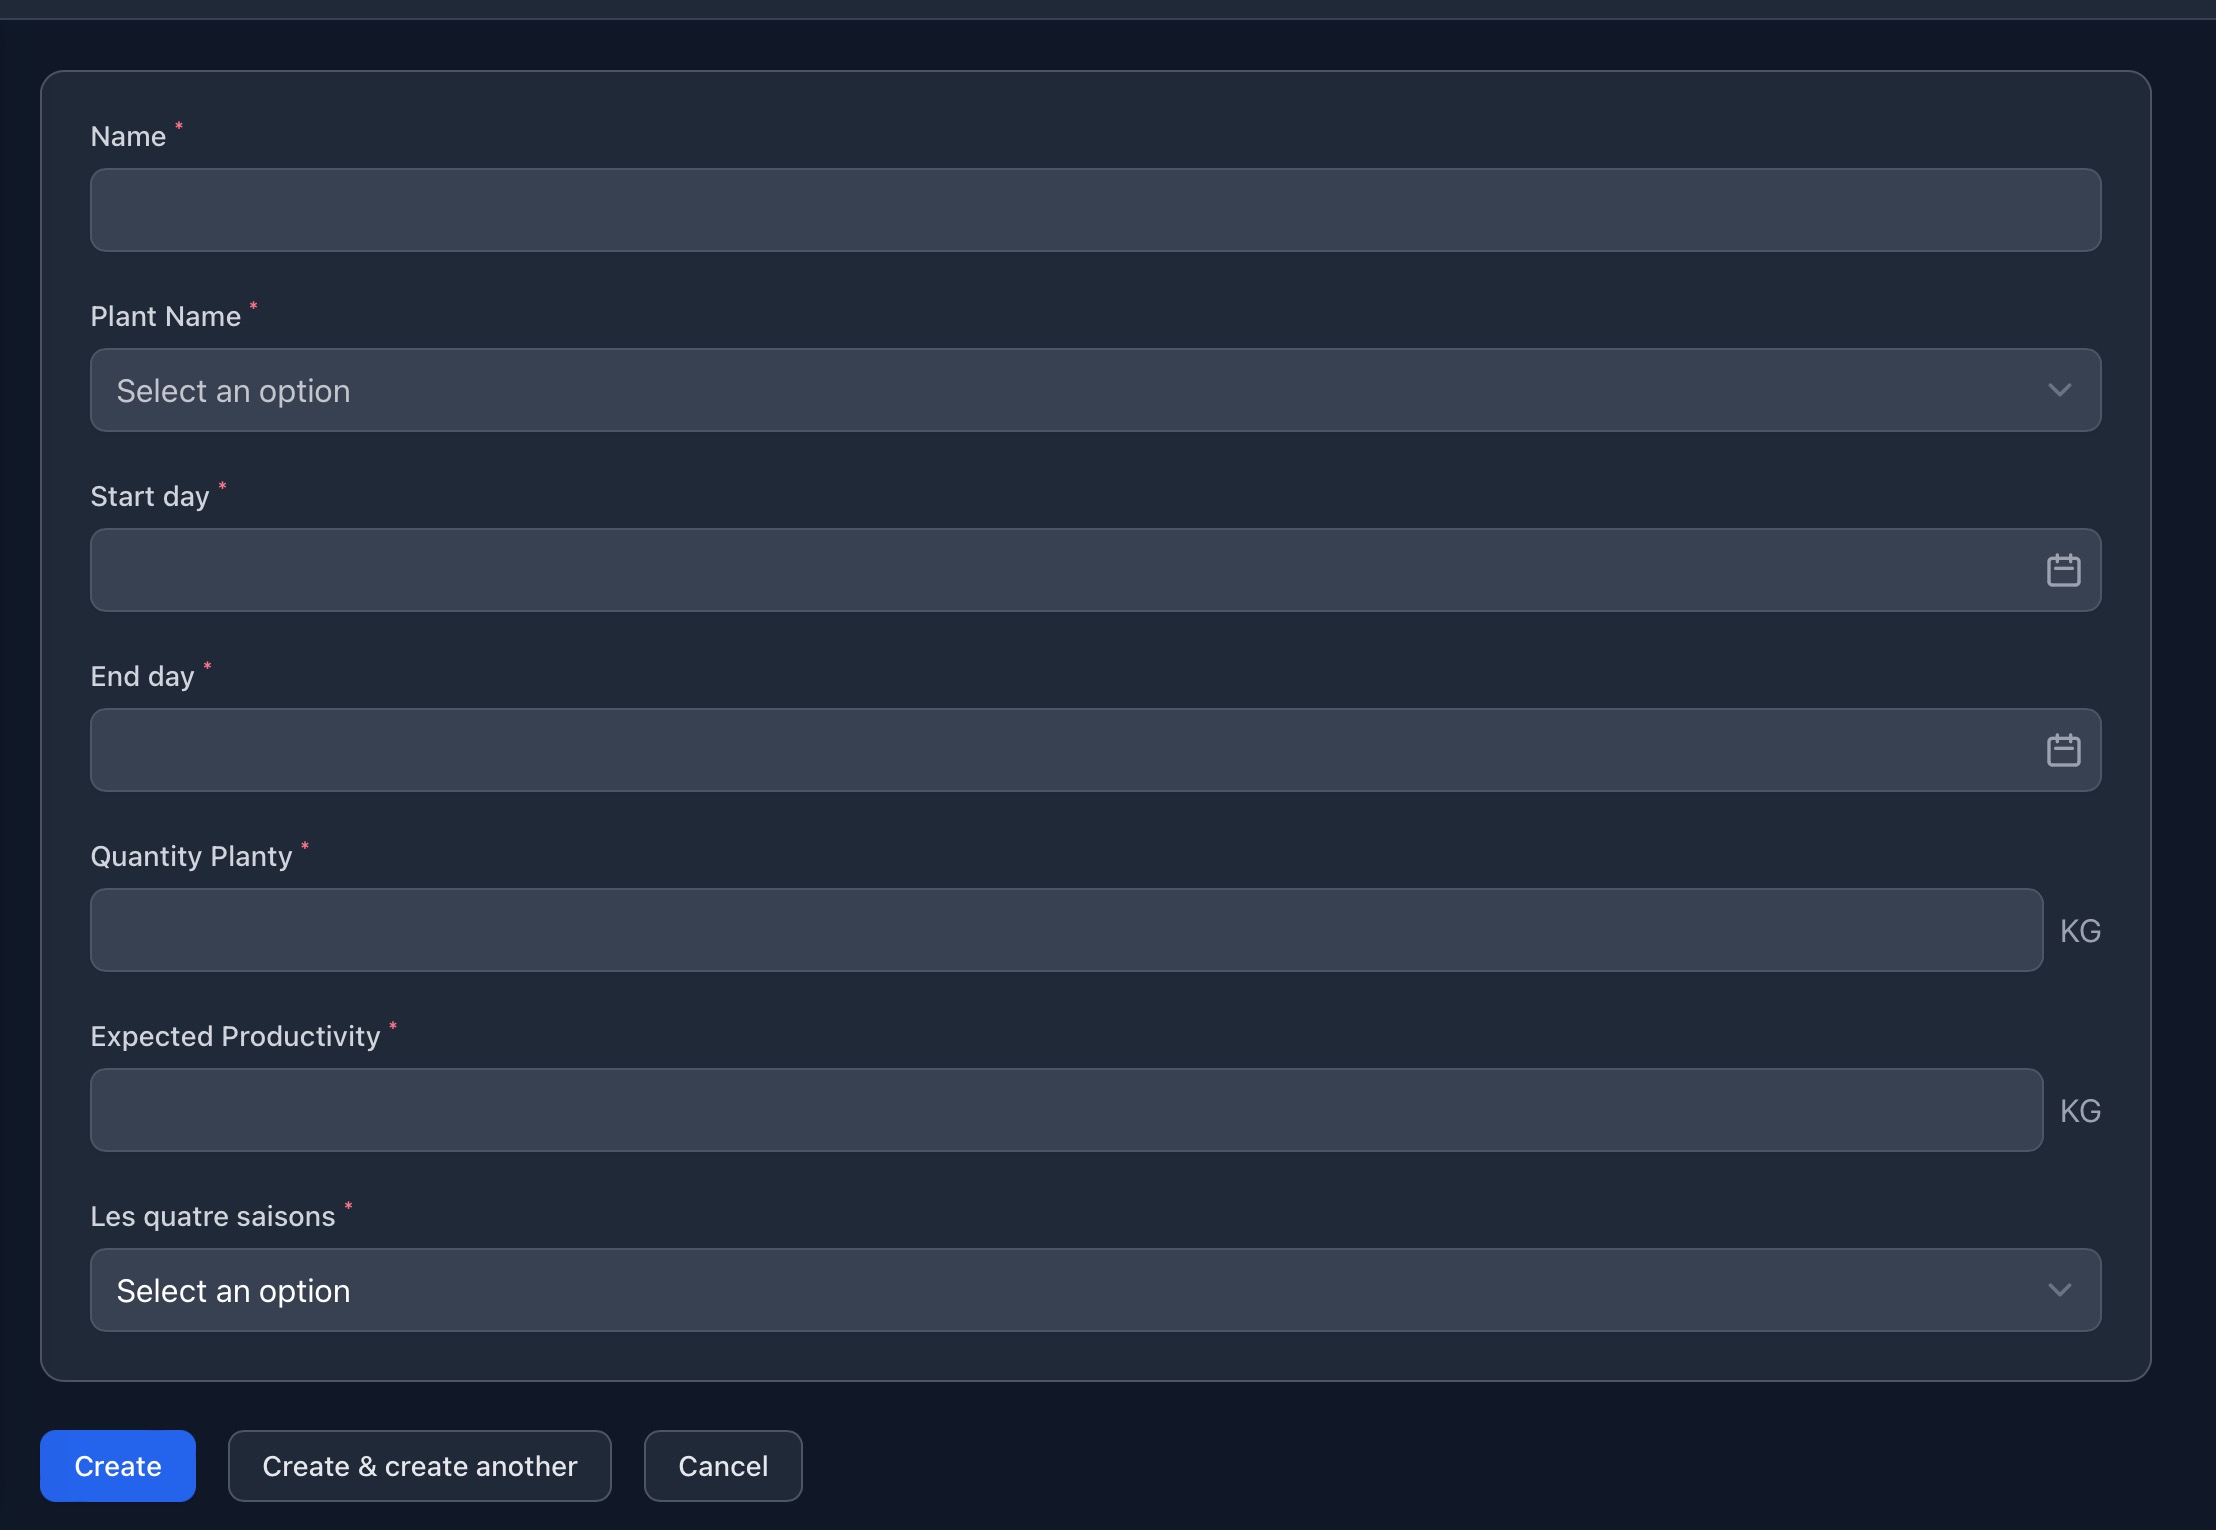 Name *
Plant Name *
Select an option
Start day *
End day *
Quantity Planty *
KG
Expected Productivity *
KG
Les quatre saisons *
Select an option
Create
Create & create another
Cancel